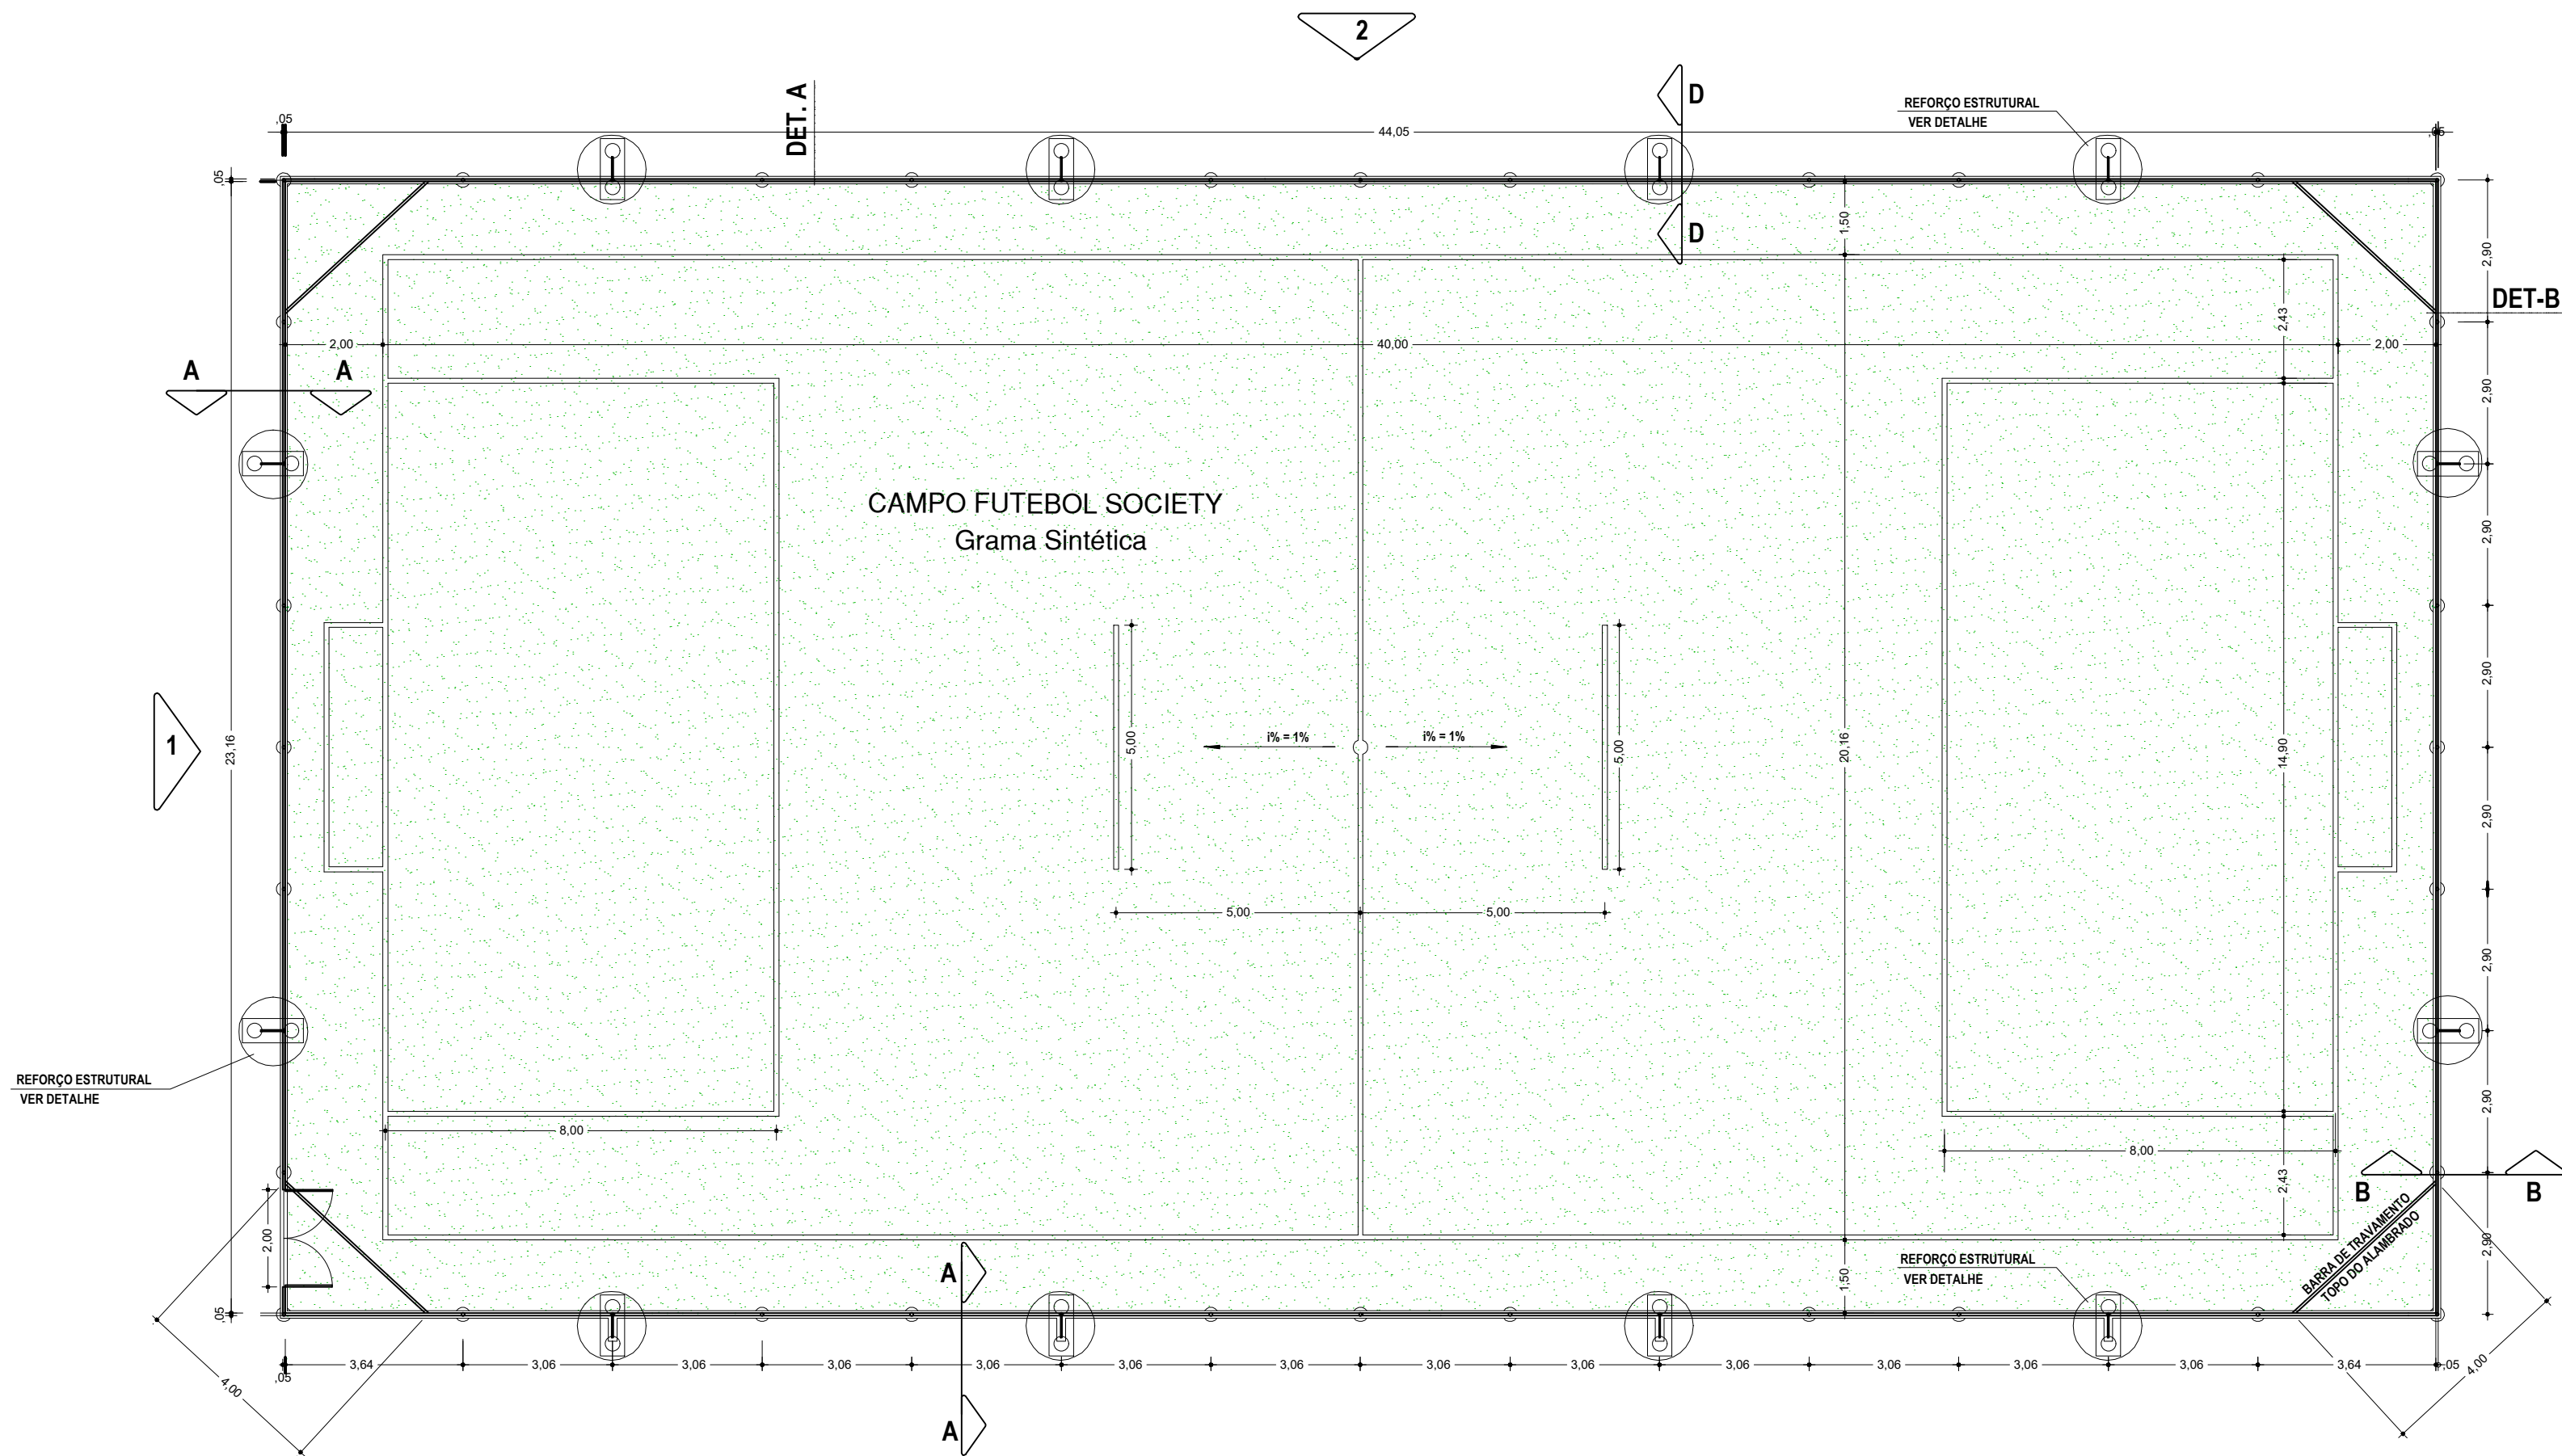 2
D
DET. A
REFORÇO ESTRUTURAL
VER DETALHE
,05
44,05
,05
,05
1,50
D
2,90
DET-B
2,43
2,00
40,00
2,00
A
A
2,90
CAMPO FUTEBOL SOCIETY
Grama Sintética
2,90
2,90
1
23,16
5,00
i% = 1%
i% = 1%
5,00
20,16
14,90
2,90
5,00
5,00
2,90
REFORÇO ESTRUTURAL
VER DETALHE
8,00
8,00
2,90
2,43
B
B
2,00
A
REFORÇO ESTRUTURAL
VER DETALHE
BARRA DE TRAVAMENTO
TOPO DO ALAMBRADO
2,90
1,50
,05
3,64
3,06
3,06
3,06
3,06
3,06
3,06
3,06
3,06
3,06
3,06
3,06
3,06
3,64
,05
,05
4,00
4,00
A